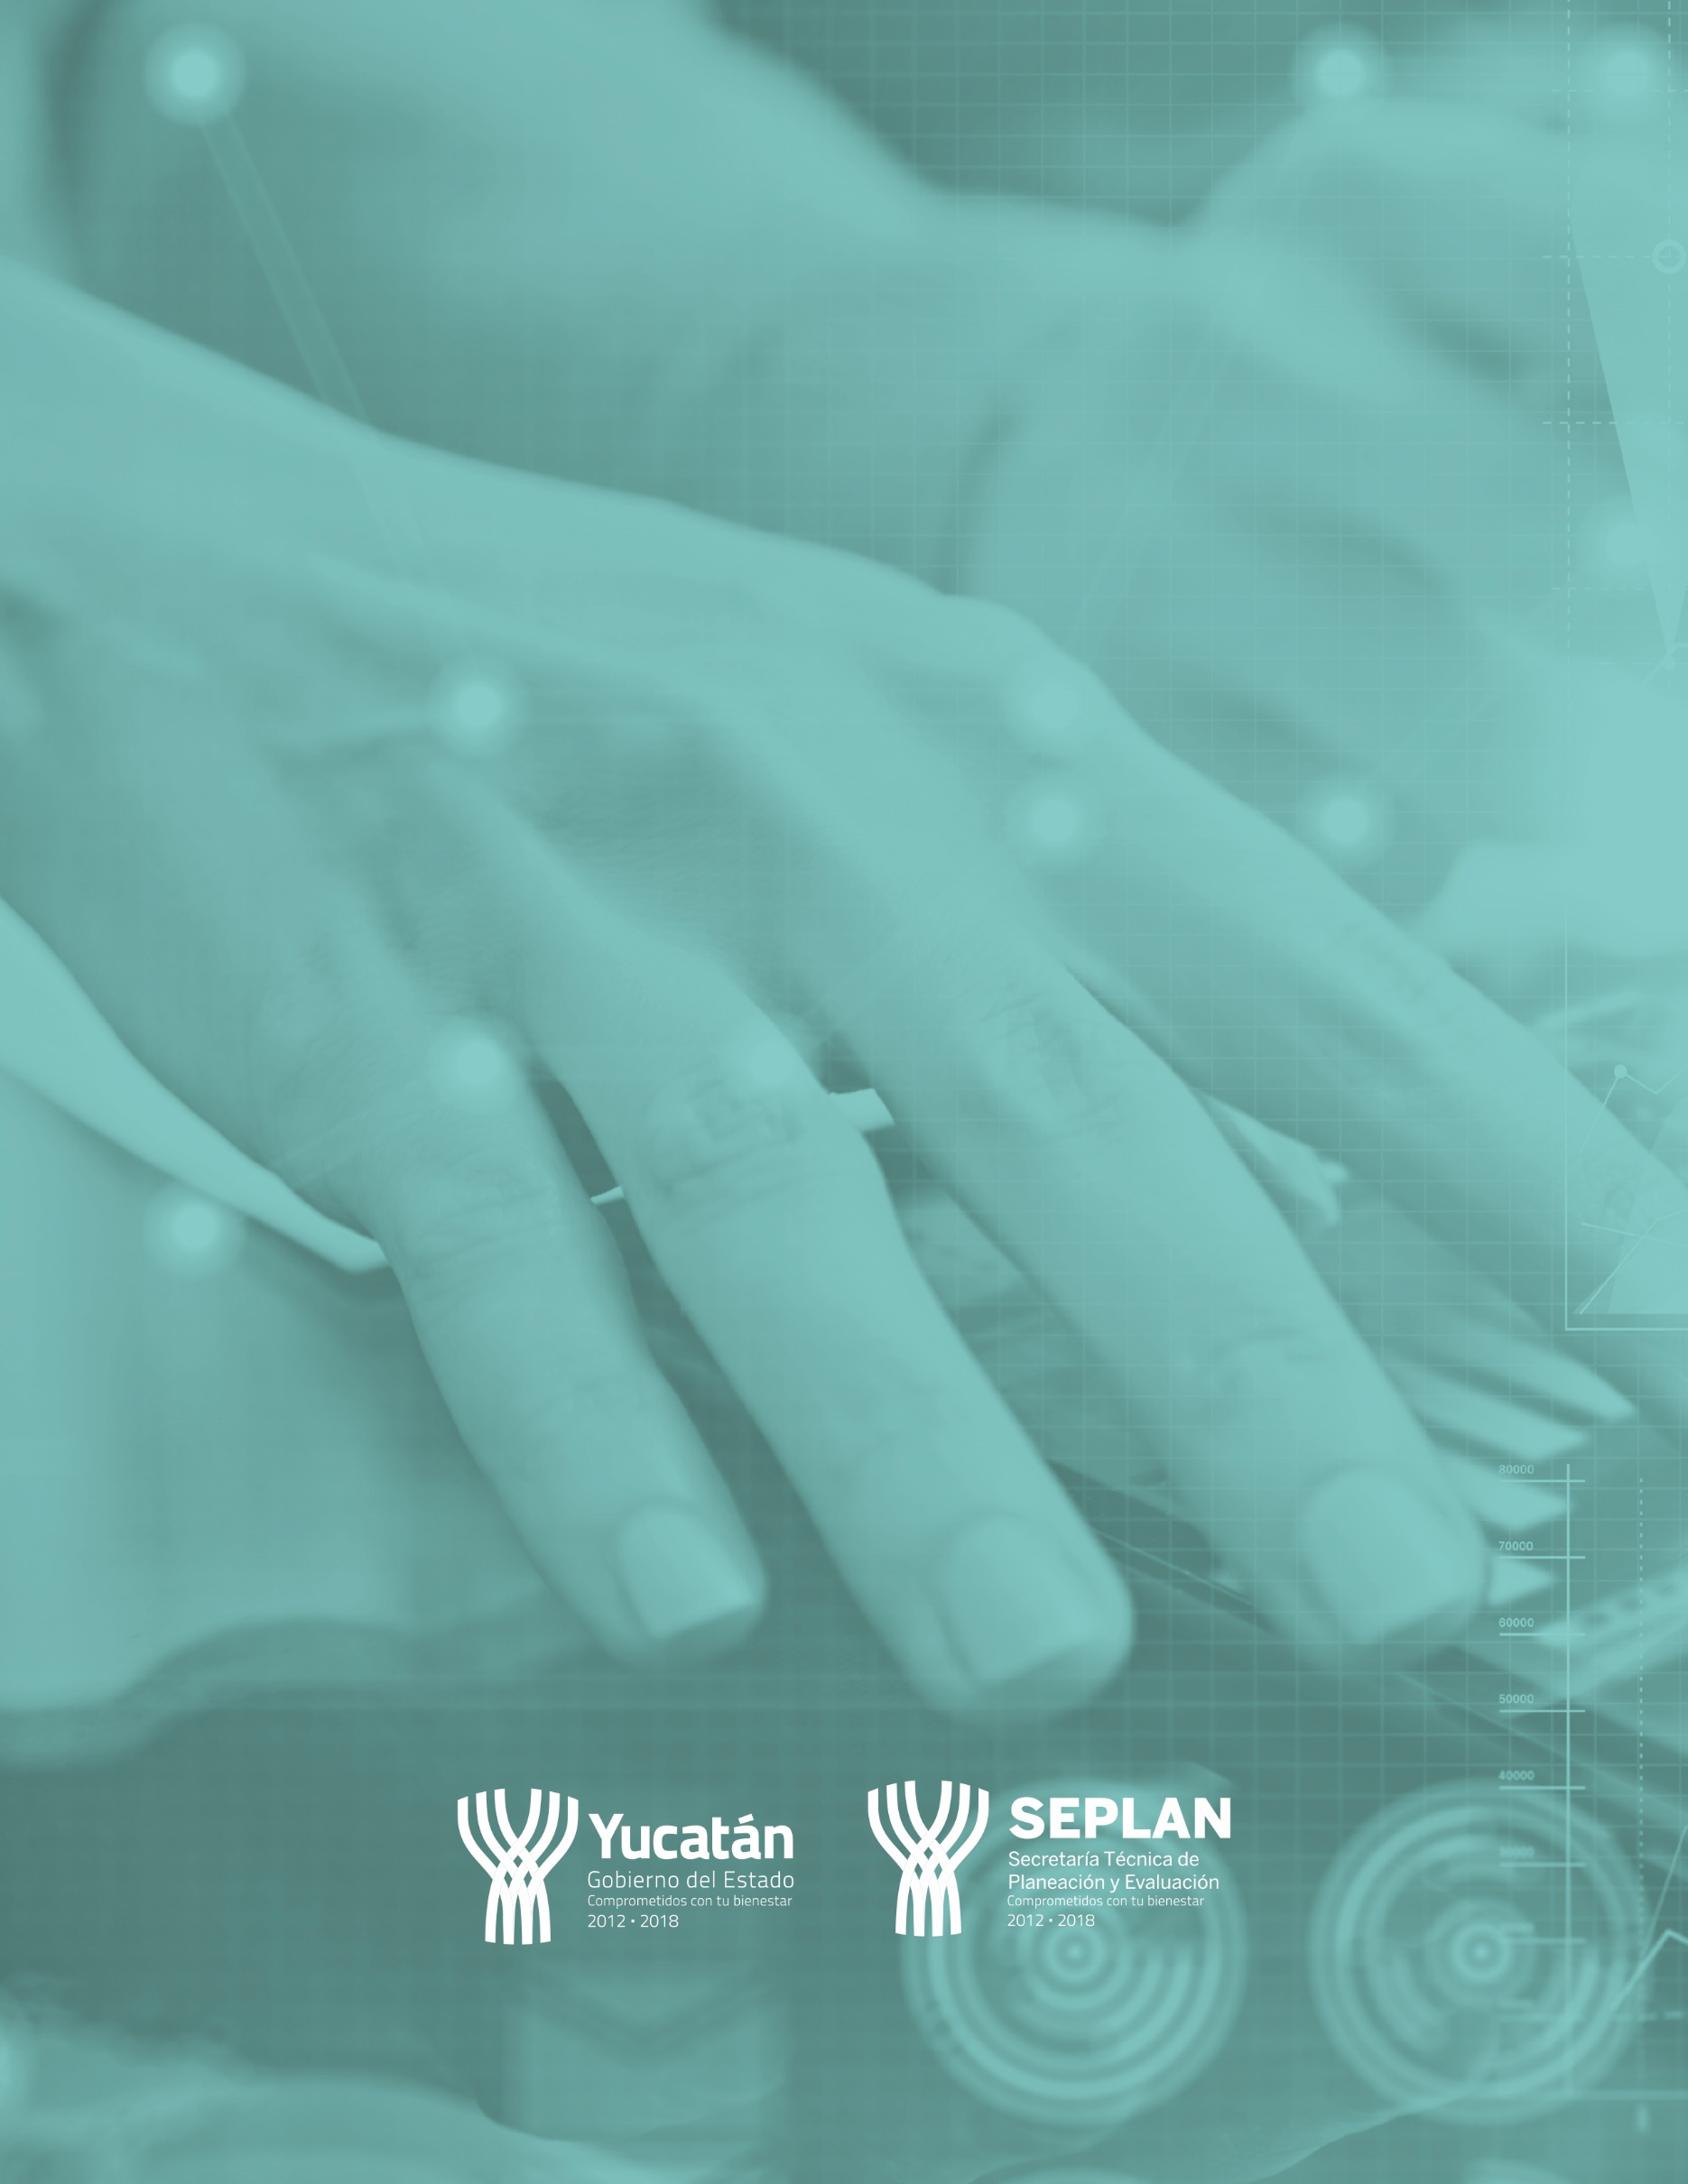 80000
70000
60000
50000
40000
30000
Yucatán
Gobierno del Estado
Comprometidos con tu bienestar
2012 • 2018
SEPLAN
Secretaría Técnica de
Planeación y Evaluación
Comprometidos con tu bienestar
2012 • 2018